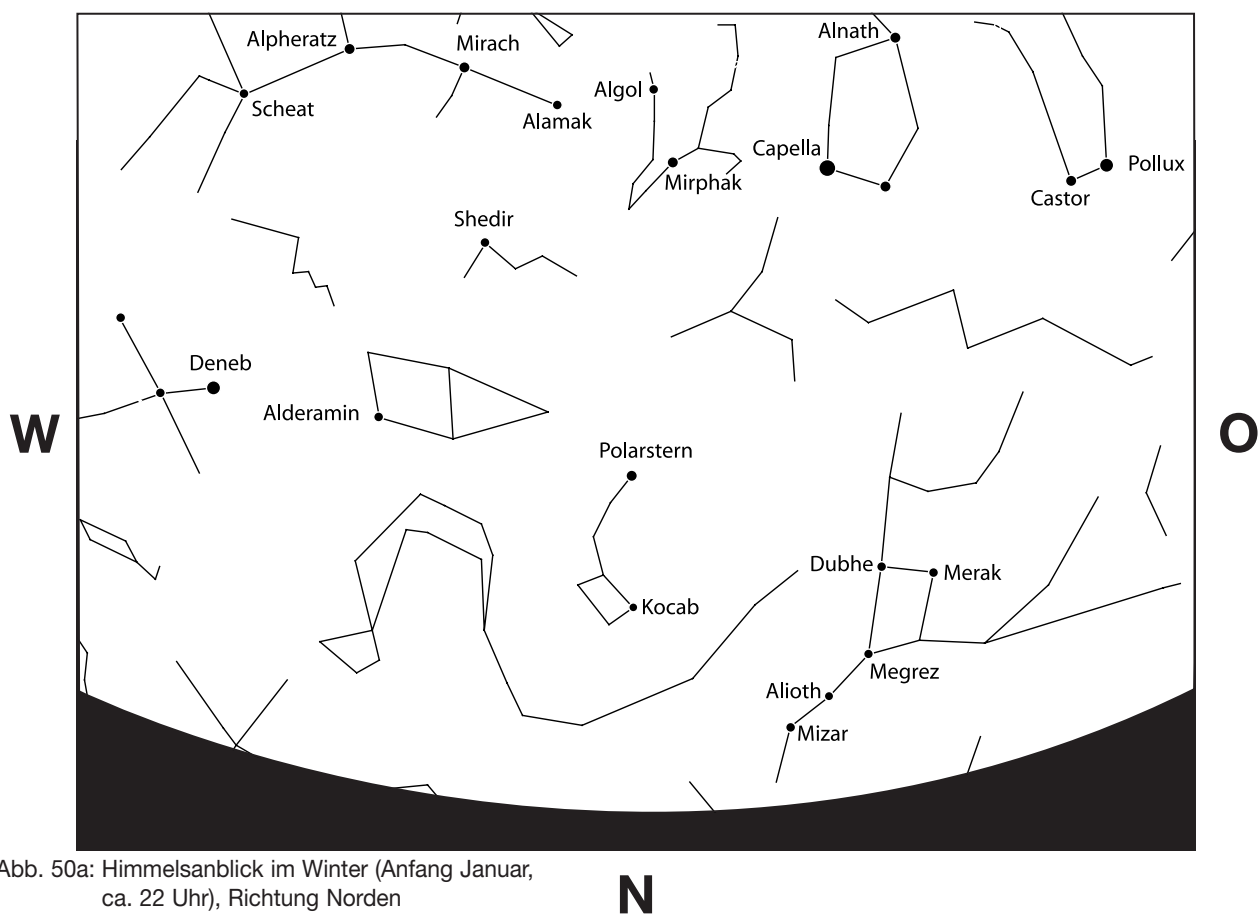 Alnath
Alpheratz
Mirach
Algol
Scheat
Alamak
Capella
Pollux
Mirphak
Castor
Shedir
Deneb
Alderamin
W
O
Polarstern
Dubhe
Merak
Kocab
Megrez
Alioth
Mizar
Abb. 50a: Himmelsanblick im Winter (Anfang Januar,
ca. 22 Uhr), Richtung Norden
N